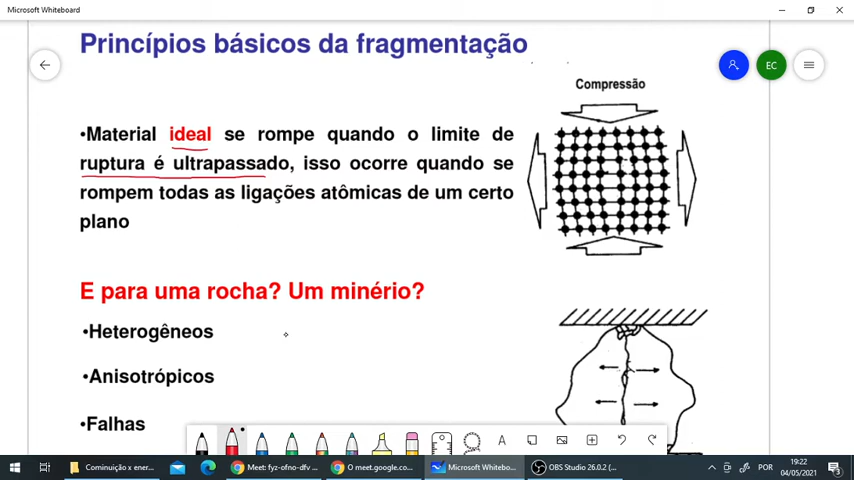 Microsoft Whiteboard
Princípios básicos da fragmentação
EC
Compressão
•Material ideal se rompe quando o limite de
ruptura é ultrapassado, isso ocorre quando se
rompem todas as ligações atômicas de um certo
plano
E para uma rocha? Um minério?
•Heterogêneos
•Anisotrópicos
•Falhas
A
Cominuição x ener...
Meet: fyz-ofno-dfv ...
O meet.google.co...
Microsoft Whitebo...
OBS Studio 26.0.2 (...
POR
19:22
04/05/2021
3